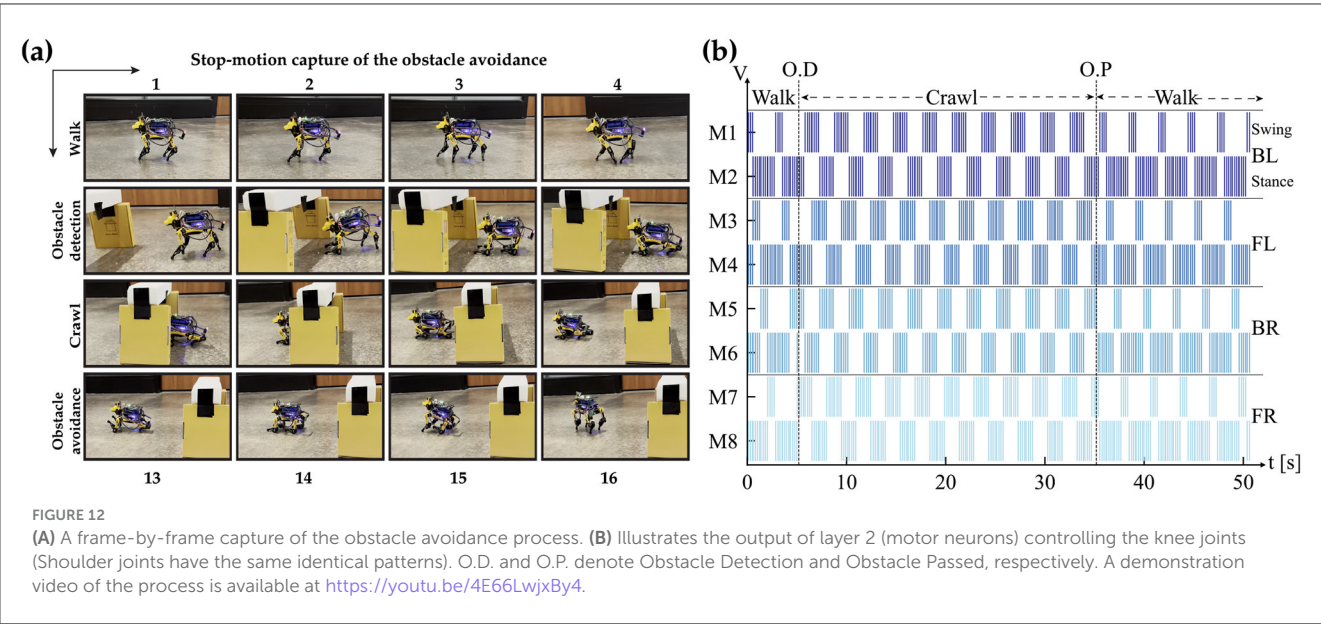 (a)
Stop-motion capture of the obstacle avoidance
1 2 3 4
Walk
Obstacle
detection
Crawl
Obstacle
avoidance
13 14 15 16
(b)
V
O.D O.P
Walk Crawl Walk
M1 Swing
BL
M2 Stance
M3
FL
M4
M5
BR
M6
M7
FR
M8
t [s]
0 10 20 30 40 50
FIGURE 12
(A) A frame-by-frame capture of the obstacle avoidance process. (B) Illustrates the output of layer 2 (motor neurons) controlling the knee joints
(Shoulder joints have the same identical patterns). O.D. and O.P. denote Obstacle Detection and Obstacle Passed, respectively. A demonstration
video of the process is available at https://youtu.be/4E66LwjxBy4.